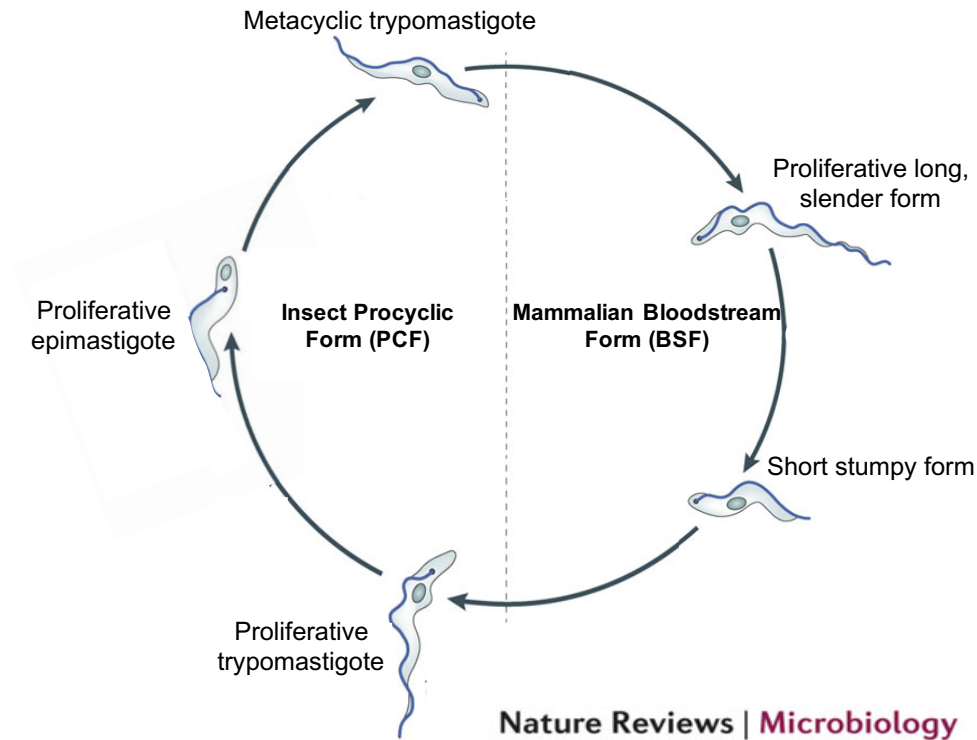 Metacyclic trypomastigote
Proliferative long,
slender form
Insect Procyclic
Form (PCF)
Mammalian Bloodstream
Form (BSF)
Proliferative
epimastigote
Short stumpy form
Proliferative
trypomastigote
Nature Reviews | Microbiology